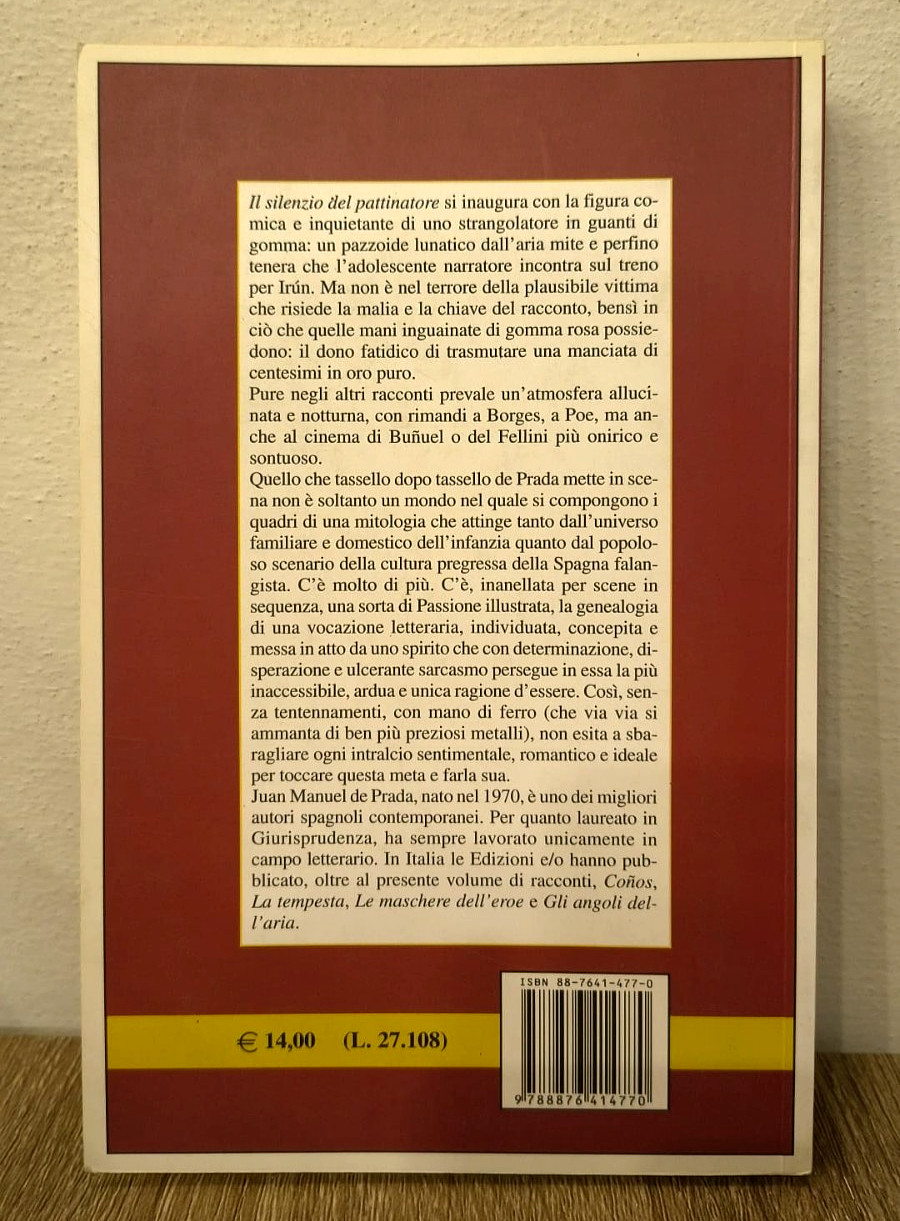 Il silenzio del pattinatore si inaugura con la figura co-
mica e inquietante di uno strangolatore in guanti di
gomma: un pazzoide lunatico dall'aria mite e perfino
tenera che l'adolescente narratore incontra sul treno
per Irún. Ma non è nel terrore della plausibile vittima
che risiede la malia e la chiave del racconto, bensì in
ciò che quelle mani inguainate di gomma rosa possie-
dono: il dono fatidico di trasmutare una manciata di
centesimi in oro puro.
Pure negli altri racconti prevale un'atmosfera alluci-
nata e notturna, con rimandi a Borges, a Poe, ma an-
che al cinema di Buñuel o del Fellini più onirico e
sontuoso.
Quello che tassello dopo tassello de Prada mette in sce-
na non è soltanto un mondo nel quale si compongono i
quadri di una mitologia che attinge tanto dall'universo
familiare e domestico dell'infanzia quanto dal popolo-
so scenario della cultura pregressa della Spagna falan-
gista. C'è molto di più. C'è, inanellata per scene in
sequenza, una sorta di Passione illustrata, la genealogia
di una vocazione letteraria, individuata, concepita e
messa in atto da uno spirito che con determinazione, di-
sperazione e ulcerante sarcasmo persegue in essa la più
inaccessibile, ardua e unica ragione d'essere. Così, sen-
za tentennamenti, con mano di ferro (che via via si
ammanta di ben più preziosi metalli), non esita a sba-
ragliare ogni intralcio sentimentale, romantico e ideale
per toccare questa meta e farla sua.
Juan Manuel de Prada, nato nel 1970, è uno dei migliori
autori spagnoli contemporanei. Per quanto laureato in
Giurisprudenza, ha sempre lavorato unicamente in
campo letterario. In Italia le Edizioni e/o hanno pub-
blicato, oltre al presente volume di racconti, Coños,
La tempesta, Le maschere dell'eroe e Gli angoli del-
l'aria.
ISBN 88-7641-477-0
€ 14,00 (L. 27.108)
9 788876 414770